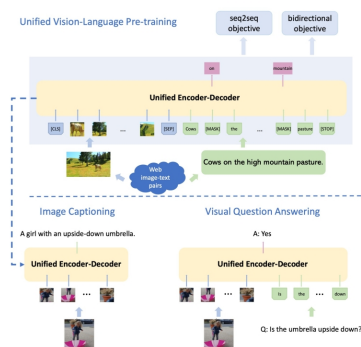 Unified Vision-Language Pre-training
seq2seq
objective
bidirectional
objective
on
mountain
Unified Encoder-Decoder
[CLS]
...
[SEP]
Cows
[MASK]
the
...
[MASK]
pasture
[STOP]
Web
image-text
pairs
Cows on the high mountain pasture.
Image Captioning
Visual Question Answering
A girl with an upside-down umbrella.
A: Yes
Unified Encoder-Decoder
Unified Encoder-Decoder
...
...
Is
the
...
down
Q: Is the umbrella upside down?